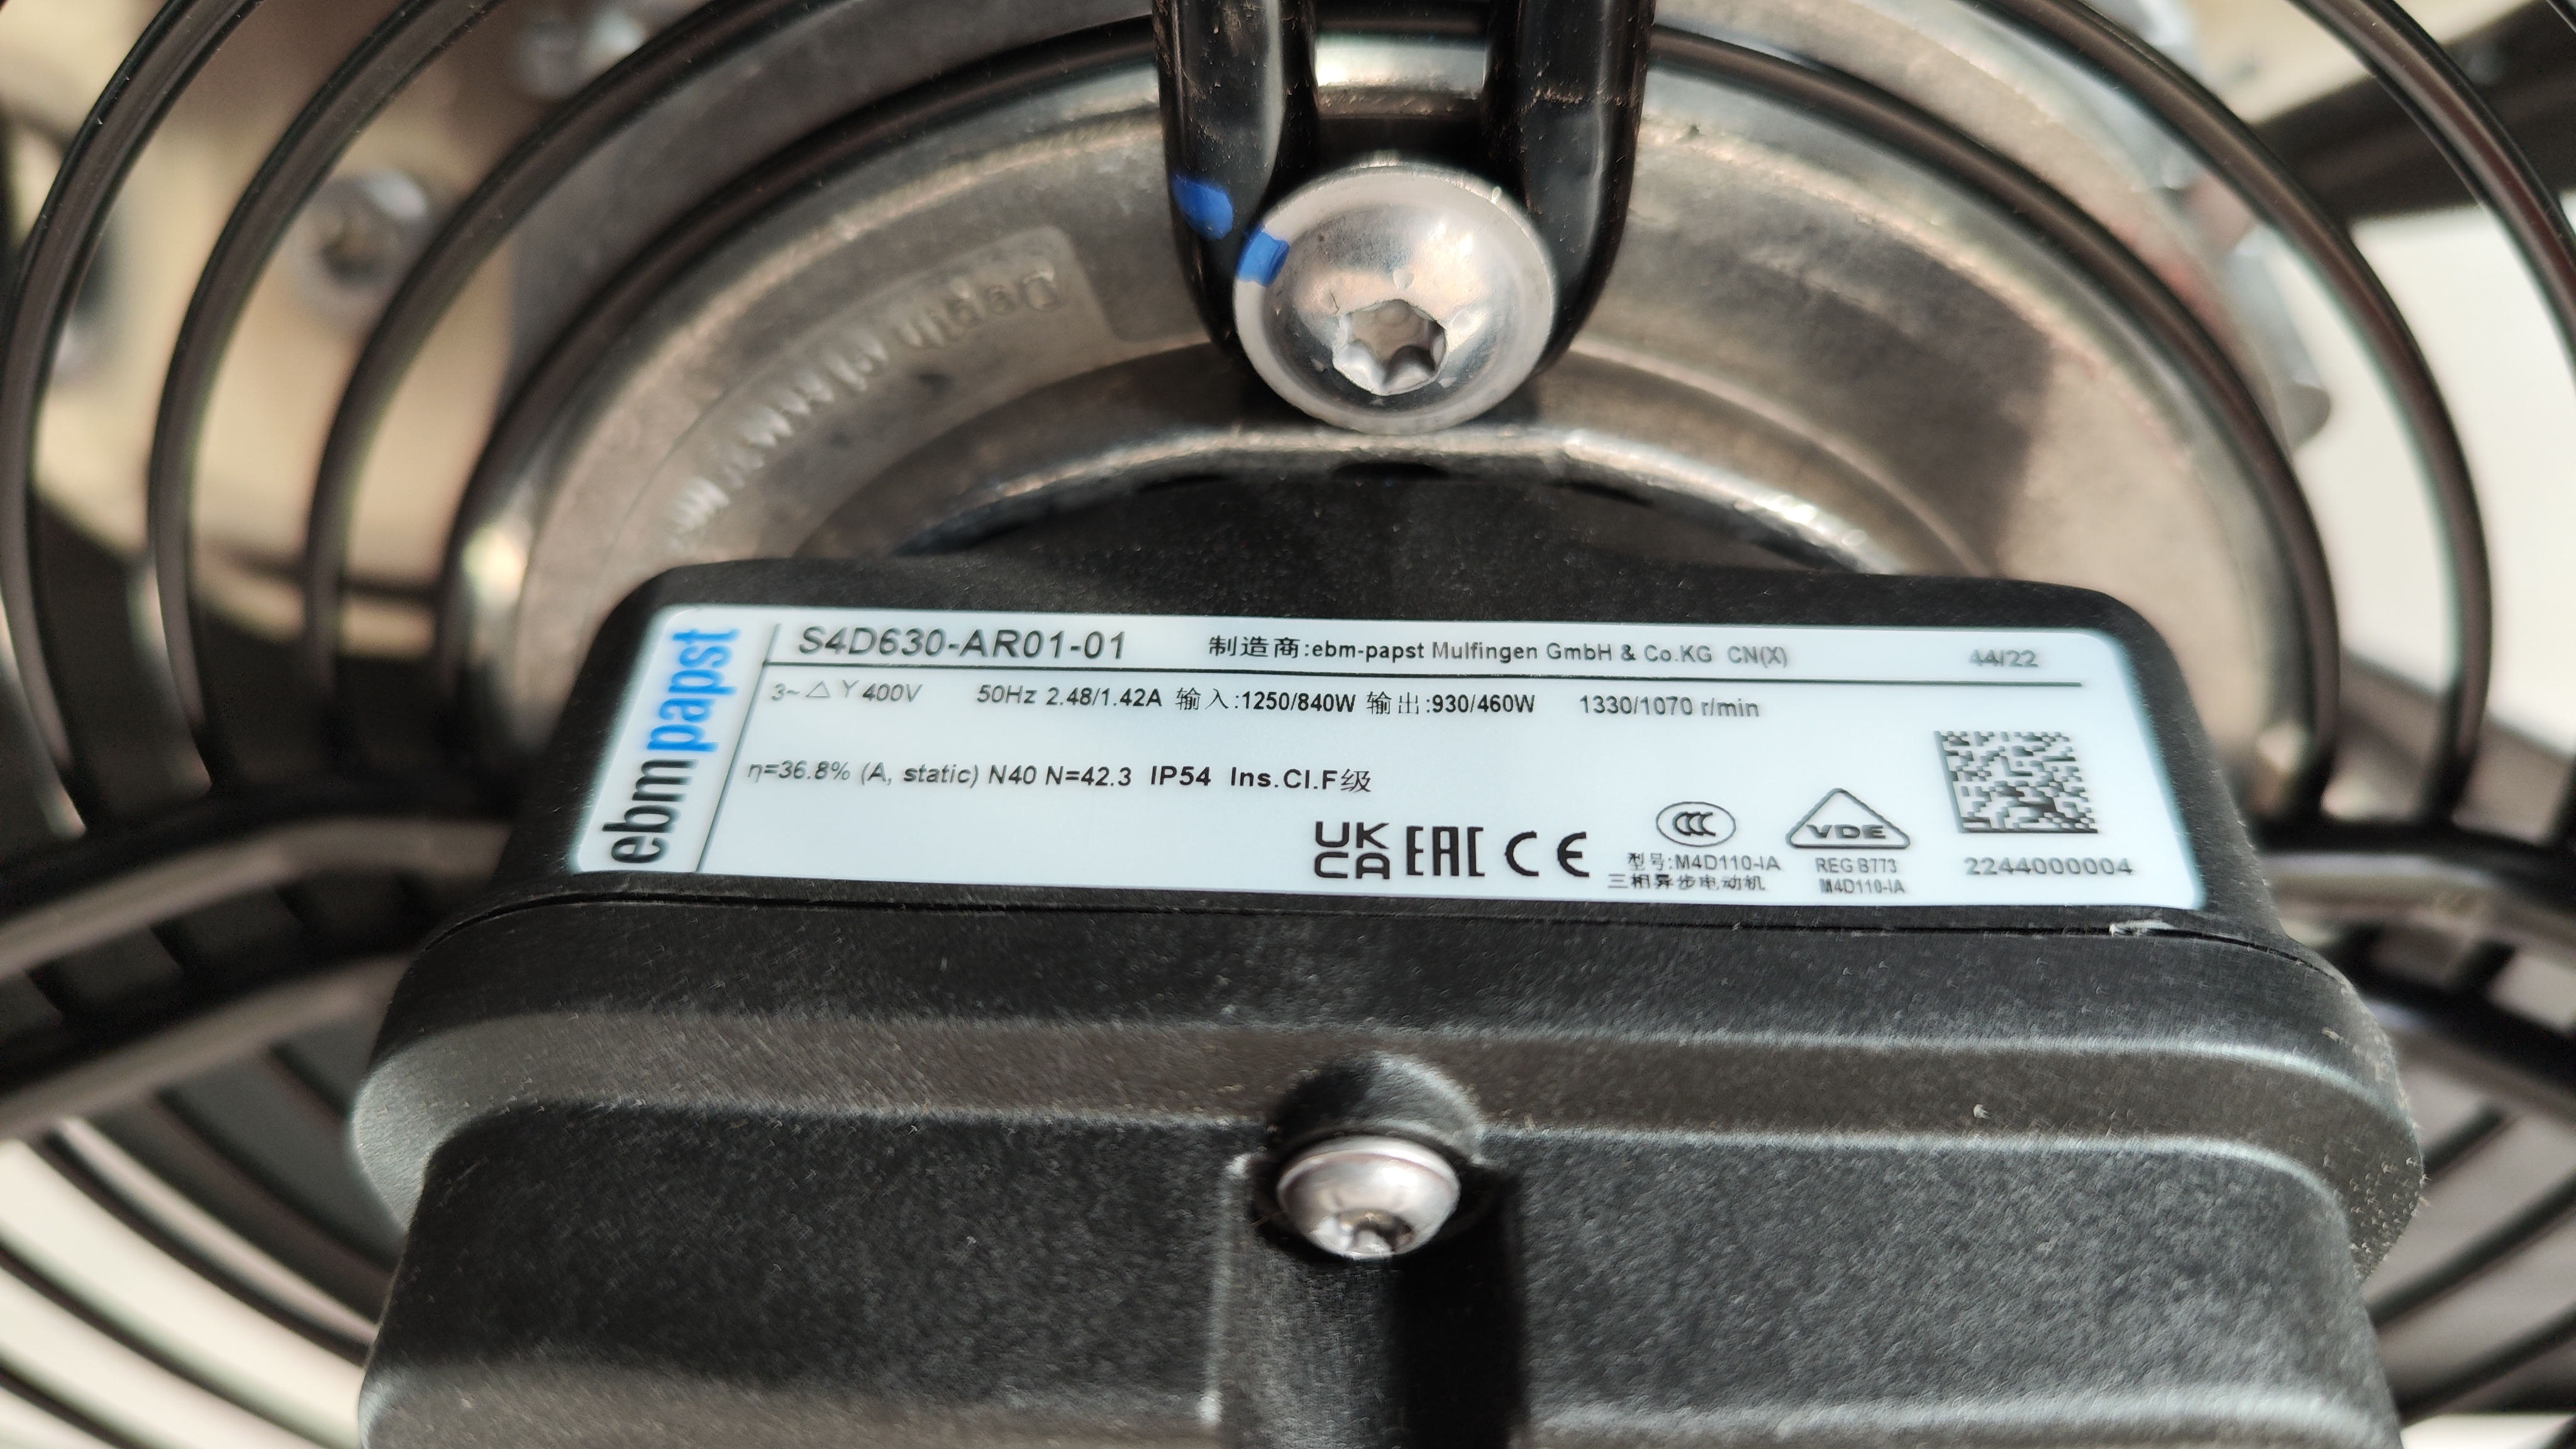 Depth max.
ebmpapst
S4D630-AR01-01 制造商:ebm-papst Mulfingen GmbH & Co.KG CN(X) 44/22
3~ △ Y 400V 50Hz 2.48/1.42A 输入:1250/840W 输出:930/460W 1330/1070 r/min
η=36.8% (A, static) N40 N=42.3 IP54 Ins.Cl.F级
UK CA EAC CE CCC VDE
型号:M4D110-IA REG B773 2244000004
三相异步电动机 M4D110-IA